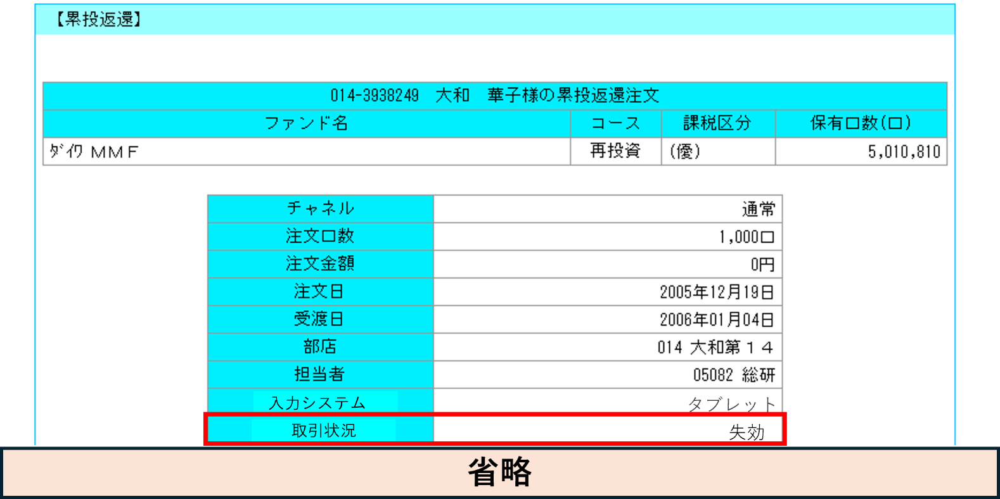 【累投返還】
014-3938249 大和 華子様の累投返還注文
ファンド名 コース 課税区分 保有口数(口)
ダイワ MMF 再投資 (優) 5,010,810
チャネル 通常
注文口数 1,000口
注文金額 0円
注文日 2005年12月19日
受渡日 2006年01月04日
部店 014 大和第14
担当者 05082 総研
入力システム タブレット
取引状況 失効
省略